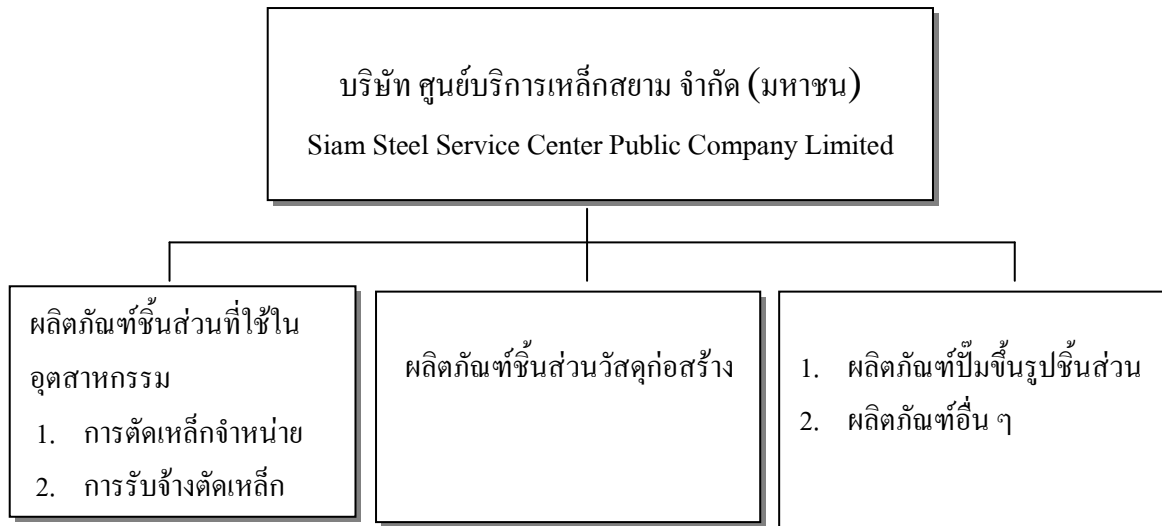 บริษัท ศูนย์บริการเหล็กสยาม จำกัด (มหาชน)
Siam Steel Service Center Public Company Limited
ผลิตภัณฑ์ชิ้นส่วนที่ใช้ใน
อุตสาหกรรม
1. การตัดเหล็กจำหน่าย
2. การรับจ้างตัดเหล็ก
ผลิตภัณฑ์ชิ้นส่วนวัสดุก่อสร้าง
1. ผลิตภัณฑ์ปั๊มขึ้นรูปชิ้นส่วน
2. ผลิตภัณฑ์อื่น ๆ